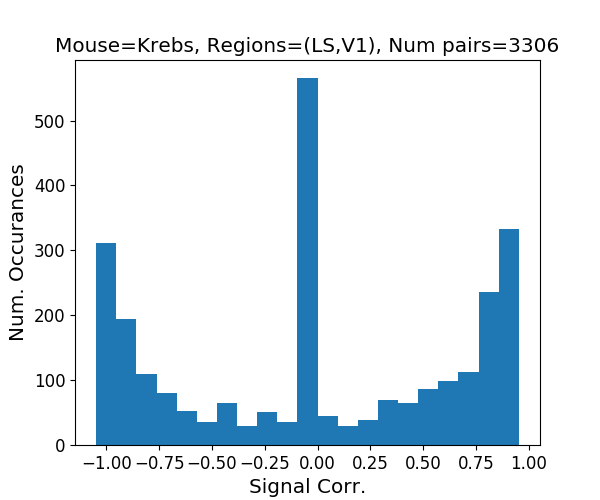 Mouse=Krebs, Regions=(LS,V1), Num pairs=3306
Num. Occurances
500
400
300
200
100
0
−1.00 −0.75 −0.50 −0.25 0.00 0.25 0.50 0.75 1.00
Signal Corr.